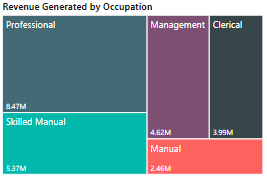 Revenue Generated by Occupation
Professional
8.47M
Skilled Manual
5.37M
Management
4.62M
Clerical
3.99M
Manual
2.46M